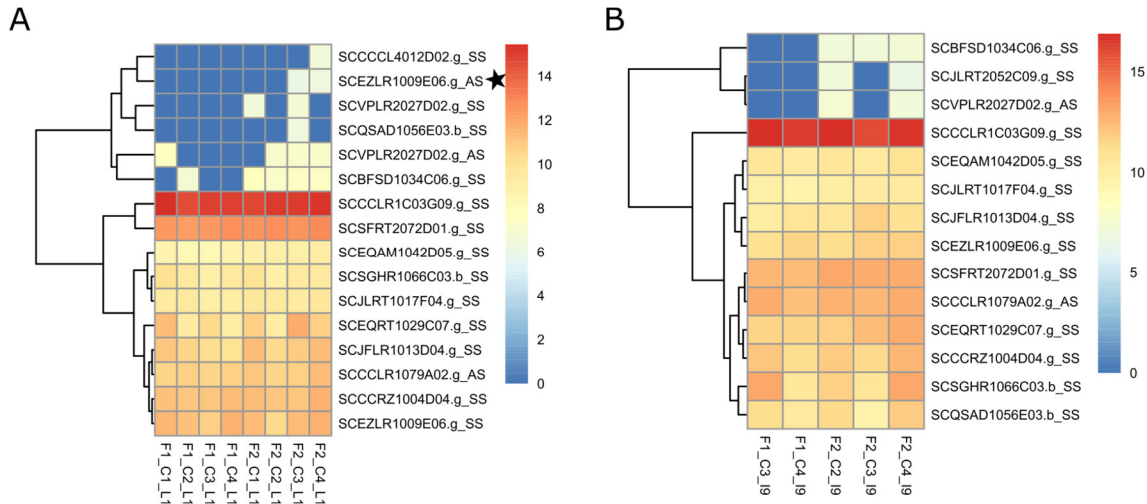 A
SCCCCL4012D02.g_SS
SCEZLR1009E06.g_AS
SCVPLR2027D02.g_SS
SCQSAD1056E03.b_SS
SCVPLR2027D02.g_AS
SCBFSD1034C06.g_SS
SCCCLR1C03G09.g_SS
SCSFRT2072D01.g_SS
SCEQAM1042D05.g_SS
SCSGHR1066C03.b_SS
SCJLRT1017F04.g_SS
SCEQRT1029C07.g_SS
SCJFLR1013D04.g_SS
SCCCLR1079A02.g_AS
SCCCRZ1004D04.g_SS
SCEZLR1009E06.g_SS
F1_C1_L1
F1_C2_L1
F1_C3_L1
F1_C4_L1
F2_C1_L1
F2_C2_L1
F2_C3_L1
F2_C4_L1
14
12
10
8
6
4
2
0
B
SCBFSD1034C06.g_SS
SCJLRT2052C09.g_SS
SCVPLR2027D02.g_AS
SCCCLR1C03G09.g_SS
SCEQAM1042D05.g_SS
SCJLRT1017F04.g_SS
SCJFLR1013D04.g_SS
SCEZLR1009E06.g_SS
SCSFRT2072D01.g_SS
SCCCLR1079A02.g_AS
SCEQRT1029C07.g_SS
SCCCRZ1004D04.g_SS
SCSGHR1066C03.b_SS
SCQSAD1056E03.b_SS
F1_C3_I9
F1_C4_I9
F2_C2_I9
F2_C3_I9
F2_C4_I9
15
10
5
0